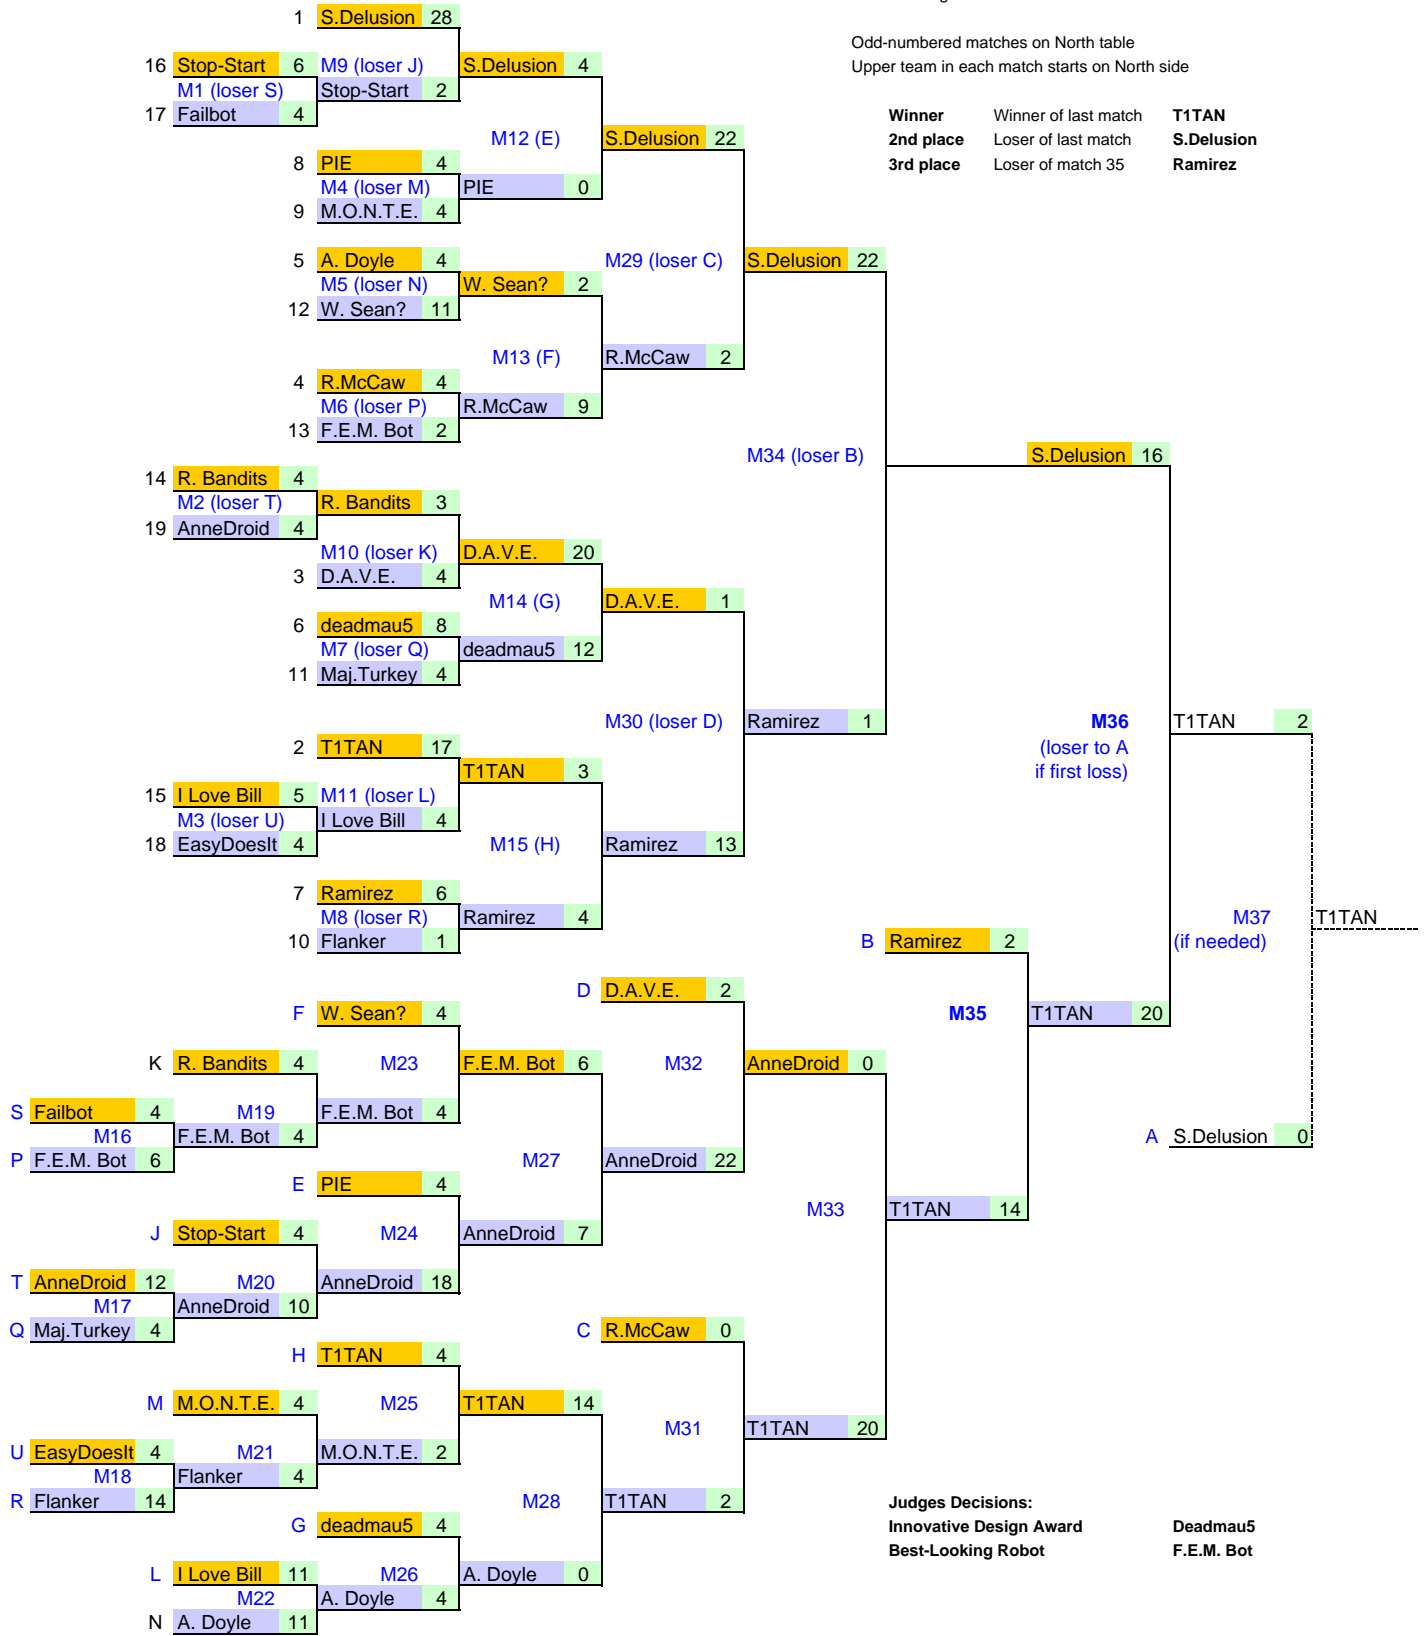 1 S.Delusion 28
Odd-numbered matches on North table
16 Stop-Start 6 M9 (loser J) S.Delusion 4
Upper team in each match starts on North side
M1 (loser S) Stop-Start 2
17 Failbot 4
Winner Winner of last match T1TAN
M12 (E) S.Delusion 22
2nd place Loser of last match S.Delusion
8 PIE 4
3rd place Loser of match 35 Ramirez
M4 (loser M) PIE 0
9 M.O.N.T.E. 4
5 A. Doyle 4 M29 (loser C) S.Delusion 22
M5 (loser N) W. Sean? 2
12 W. Sean? 11
M13 (F) R.McCaw 2
4 R.McCaw 4
M6 (loser P) R.McCaw 9
13 F.E.M. Bot 2
M34 (loser B) S.Delusion 16
14 R. Bandits 4
M2 (loser T) R. Bandits 3
19 AnneDroid 4
M10 (loser K) D.A.V.E. 20
3 D.A.V.E. 4
M14 (G) D.A.V.E. 1
6 deadmau5 8
M7 (loser Q) deadmau5 12
11 Maj.Turkey 4
M30 (loser D) Ramirez 1 M36 T1TAN 2
2 T1TAN 17 (loser to A
T1TAN 3 if first loss)
15 I Love Bill 5 M11 (loser L)
M3 (loser U) I Love Bill 4
18 EasyDoesIt 4 M15 (H) Ramirez 13
7 Ramirez 6
M8 (loser R) Ramirez 4 M37 T1TAN
10 Flanker 1 B Ramirez 2 (if needed)
D D.A.V.E. 2
F W. Sean? 4 M35 T1TAN 20
K R. Bandits 4 M23 F.E.M. Bot 6 M32 AnneDroid 0
S Failbot 4 M19 F.E.M. Bot 4
M16 F.E.M. Bot 4 A S.Delusion 0
P F.E.M. Bot 6 M27 AnneDroid 22
E PIE 4
M33 T1TAN 14
J Stop-Start 4 M24 AnneDroid 7
T AnneDroid 12 M20 AnneDroid 18
M17 AnneDroid 10
Q Maj.Turkey 4 C R.McCaw 0
H T1TAN 4
M M.O.N.T.E. 4 M25 T1TAN 14
M31 T1TAN 20
U EasyDoesIt 4 M21 M.O.N.T.E. 2
M18 Flanker 4
R Flanker 14 M28 T1TAN 2
Judges Decisions:
G deadmau5 4
Innovative Design Award Deadmau5
Best-Looking Robot F.E.M. Bot
L I Love Bill 11 M26 A. Doyle 0
M22 A. Doyle 4
N A. Doyle 11